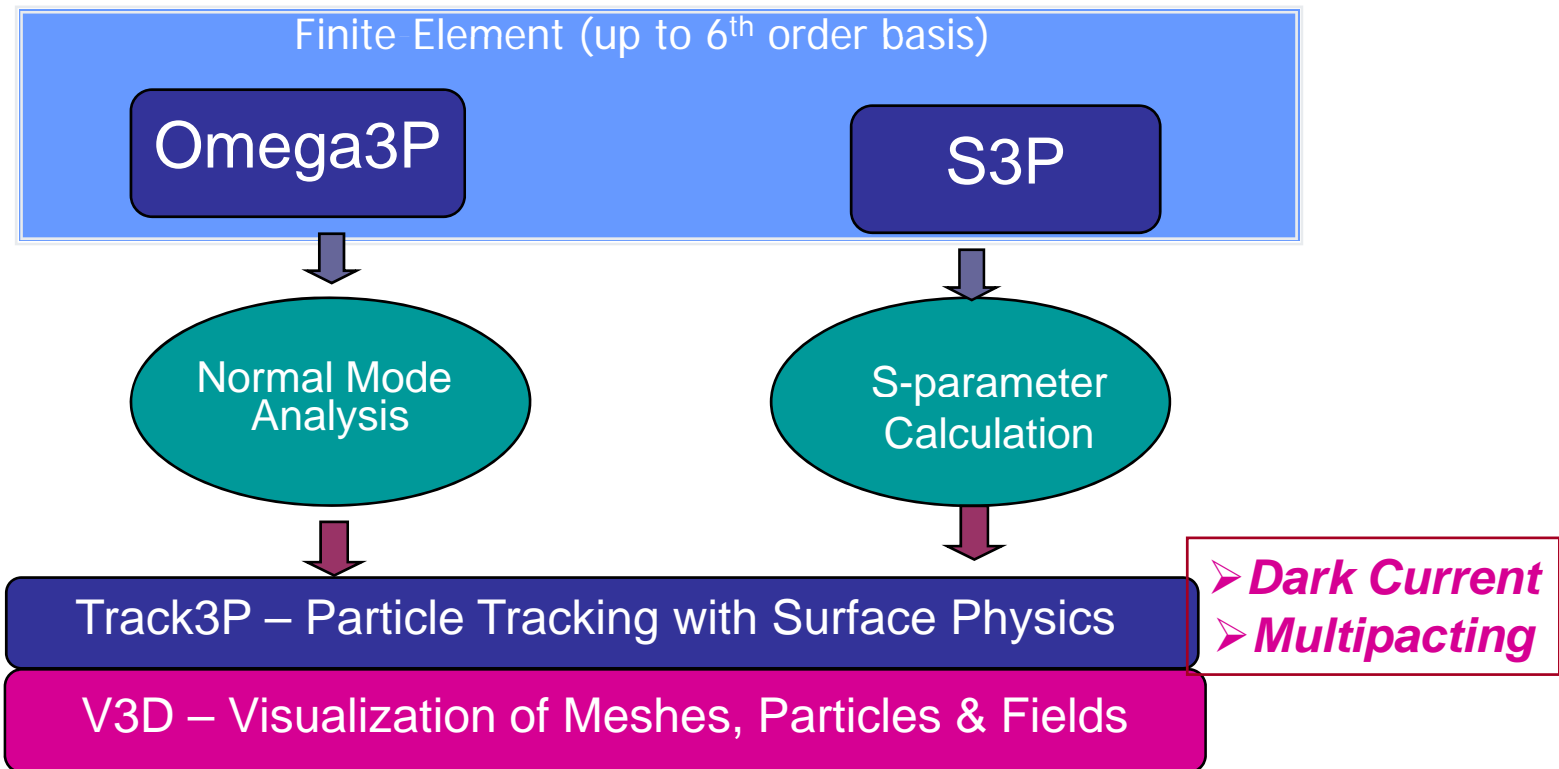 Finite Element (up to 6th order basis)
Omega3P
S3P
Normal Mode
Analysis
S-parameter
Calculation
Track3P – Particle Tracking with Surface Physics
➢Dark Current
➢Multipacting
V3D – Visualization of Meshes, Particles & Fields